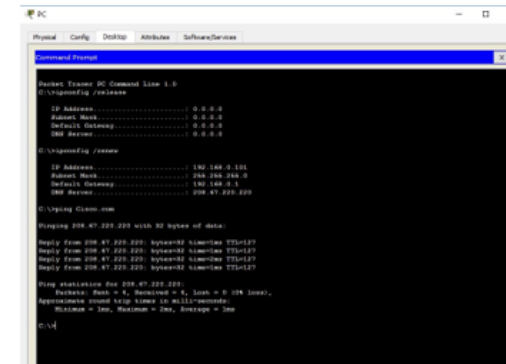 PC
Physical Config Desktop Attributes Software/Services
Command Prompt
X
Packet Tracer PC Command Line 1.0
C:\>ipconfig /release
IP Address......................: 0.0.0.0
Subnet Mask.....................: 0.0.0.0
Default Gateway.................: 0.0.0.0
DNS Server......................: 0.0.0.0
C:\>ipconfig /renew
IP Address......................: 192.168.0.101
Subnet Mask.....................: 255.255.255.0
Default Gateway.................: 192.168.0.1
DNS Server......................: 208.67.220.220
C:\>ping Cisco.com
Pinging 208.67.220.220 with 32 bytes of data:
Reply from 208.67.220.220: bytes=32 time=1ms TTL=127
Reply from 208.67.220.220: bytes=32 time=1ms TTL=127
Reply from 208.67.220.220: bytes=32 time=2ms TTL=127
Reply from 208.67.220.220: bytes=32 time=1ms TTL=127
Ping statistics for 208.67.220.220:
Packets: Sent = 4, Received = 4, Lost = 0 (0% loss),
Approximate round trip times in milli-seconds:
Minimum = 1ms, Maximum = 2ms, Average = 1ms
C:\>